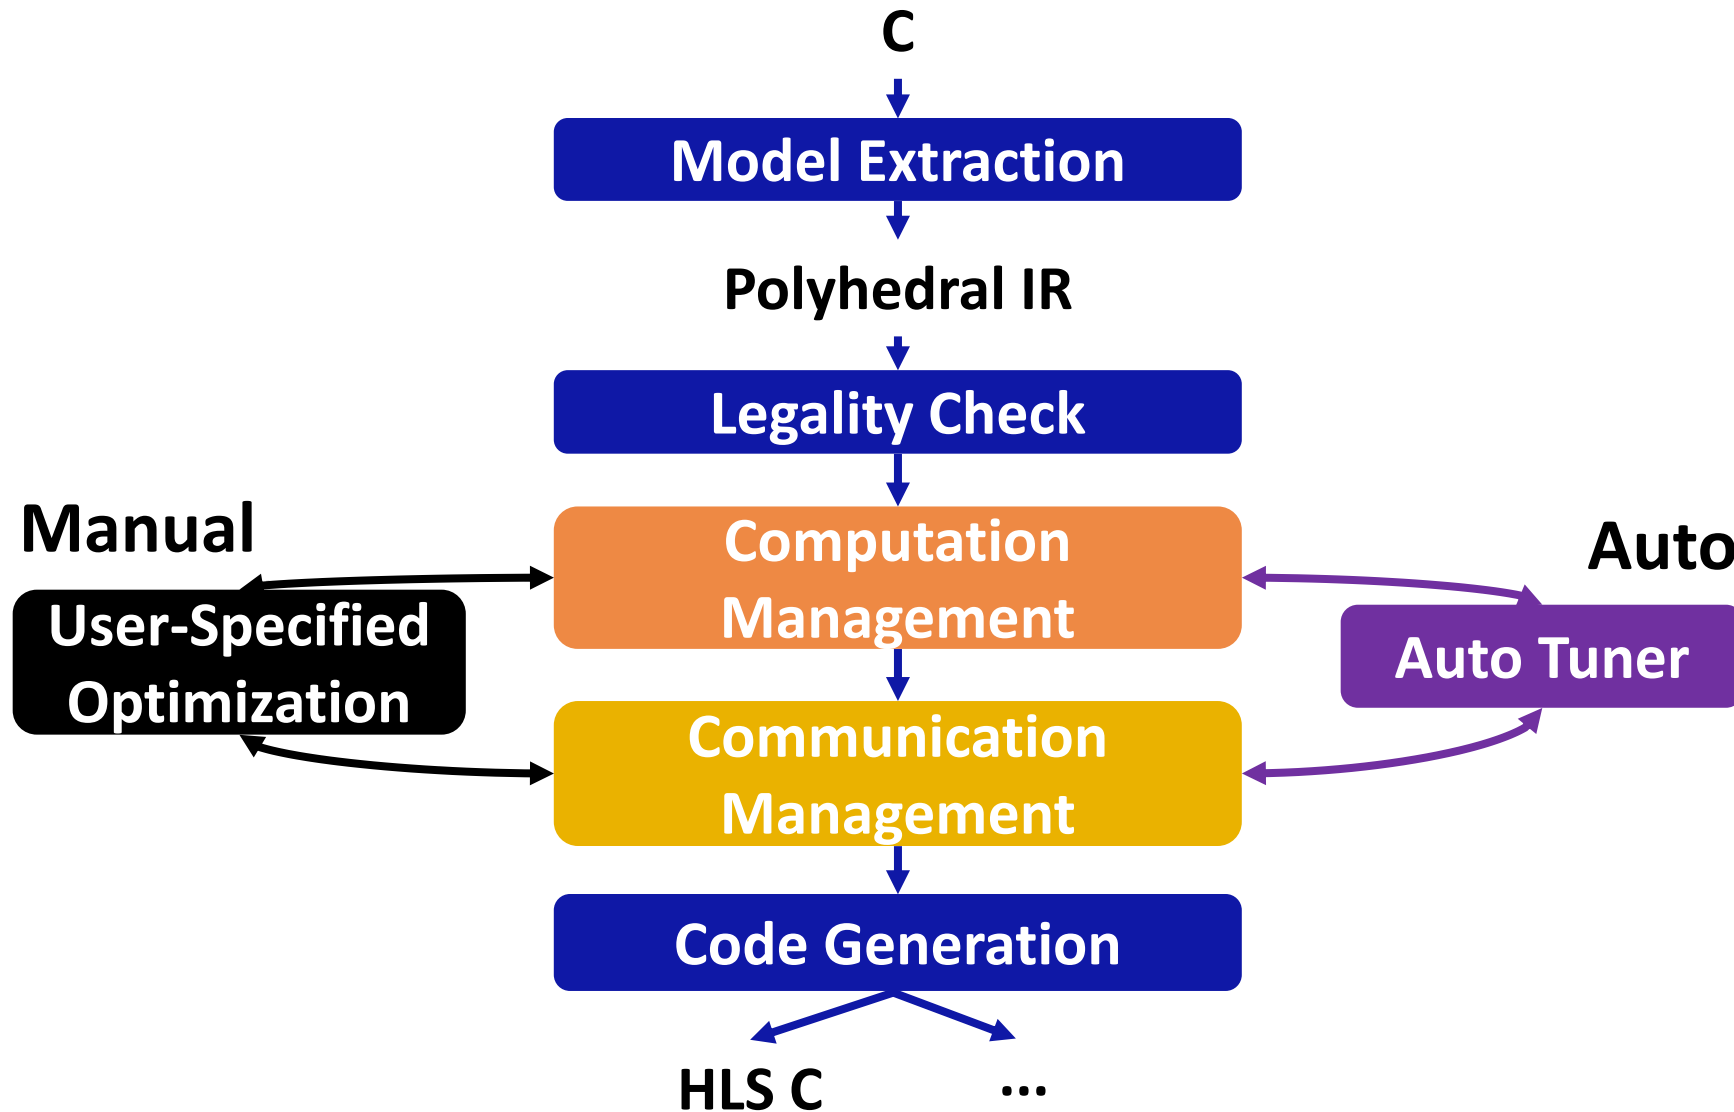 C
Model Extraction
Polyhedral IR
Legality Check
Manual
Auto
Computation
Management
User-Specified
Optimization
Auto Tuner
Communication
Management
Code Generation
HLS C
...